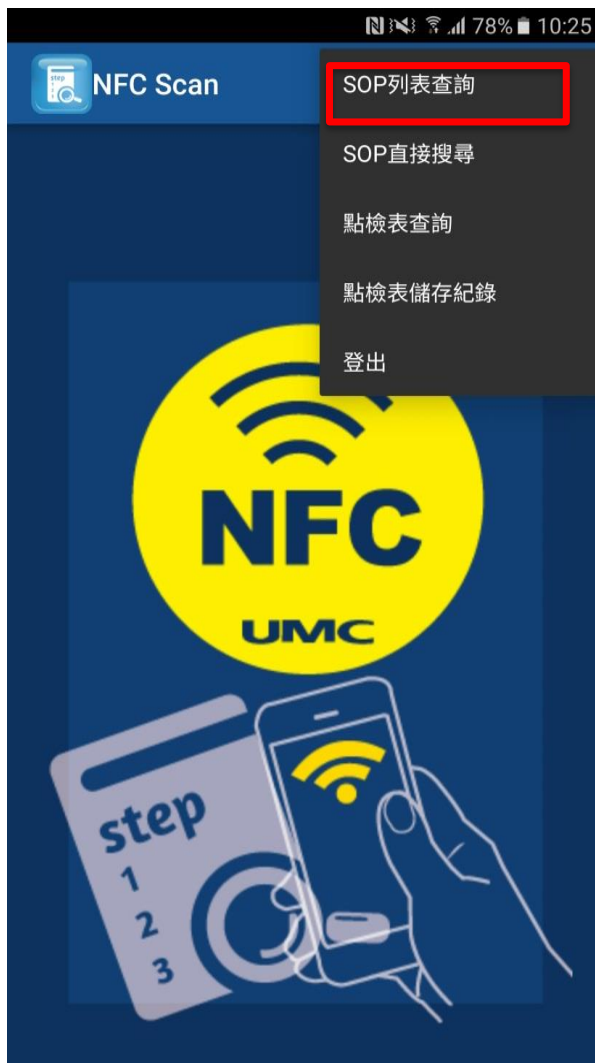 78% 10:25
NFC Scan
SOP列表查詢
SOP直接搜尋
點檢表查詢
點檢表儲存紀錄
登出
step
NFC
UMC
step
1
2
3